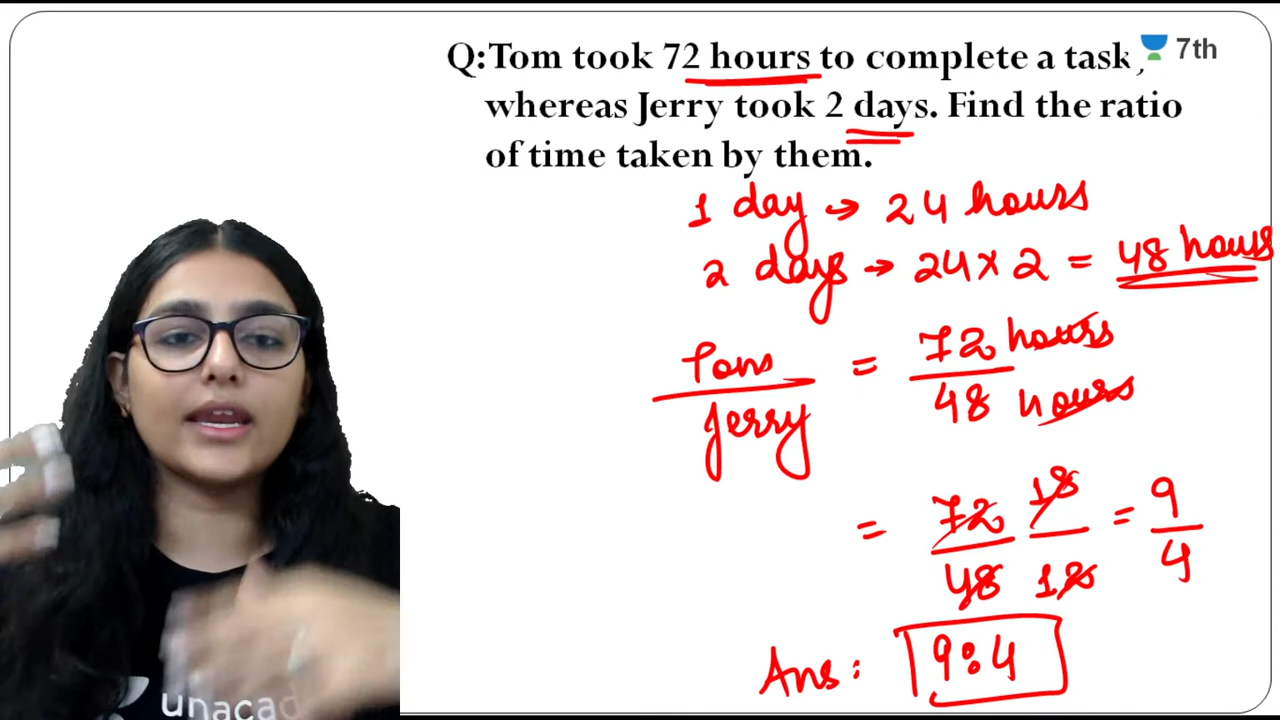 Q:Tom took 72 hours to complete a task,
whereas Jerry took 2 days. Find the ratio
of time taken by them.
7th
1 day → 24 hours
2 days → 24 × 2 = 48 hours
Tom/Jerry = 72 hours/48 hours
= 72/48 18/12 = 9/4
Ans: 9:4
unacad